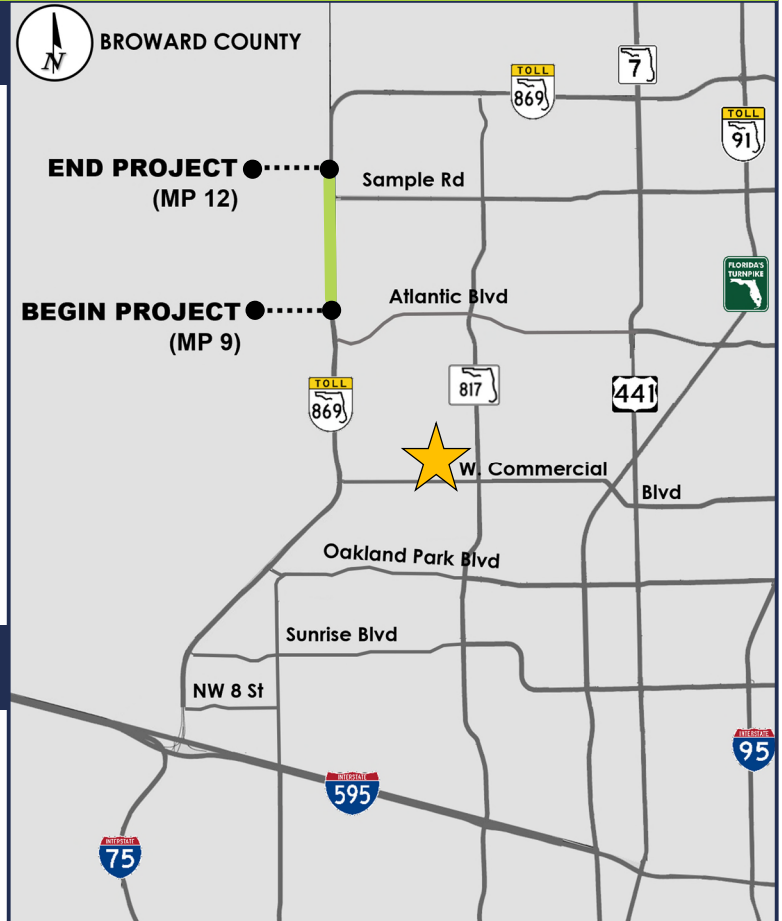 N
BROWARD COUNTY
7
TOLL
869
TOLL
91
END PROJECT
(MP 12)
Sample Rd
FLORIDA'S
TURNPIKE
BEGIN PROJECT
(MP 9)
Atlantic Blvd
TOLL
869
817
441
W. Commercial
Blvd
Oakland Park Blvd
Sunrise Blvd
NW 8 St
INTERSTATE
95
INTERSTATE
595
INTERSTATE
75